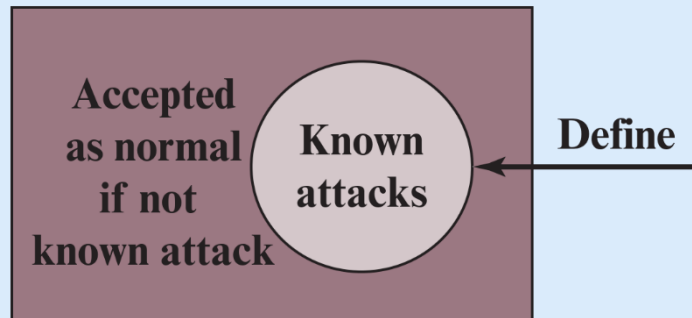 Accepted
as normal
if not
known attack
Known
attacks
Define